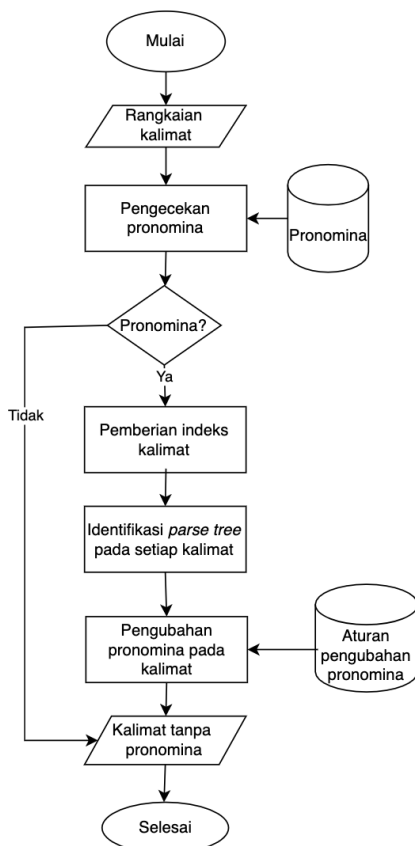 Mulai
Rangkaian
kalimat
Pengecekan
pronomina
Pronomina
Pronomina?
Ya
Tidak
Pemberian indeks
kalimat
Identifikasi parse tree
pada setiap kalimat
Pengubahan
pronomina pada
kalimat
Aturan
pengubahan
pronomina
Kalimat tanpa
pronomina
Selesai